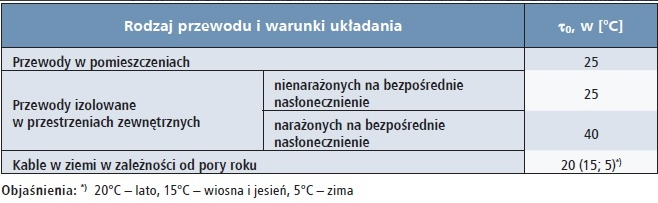 Rodzaj przewodu i warunki układania τ₀, w [°C]
Przewody w pomieszczeniach 25
Przewody izolowane
w przestrzeniach zewnętrznych
nienarażonych na bezpośrednie
nasłonecznienie
25
narażonych na bezpośrednie
nasłonecznienie
40
Kable w ziemi w zależności od pory roku 20 (15; 5)*)
Objaśnienia: *) 20°C – lato, 15°C – wiosna i jesień, 5°C – zima